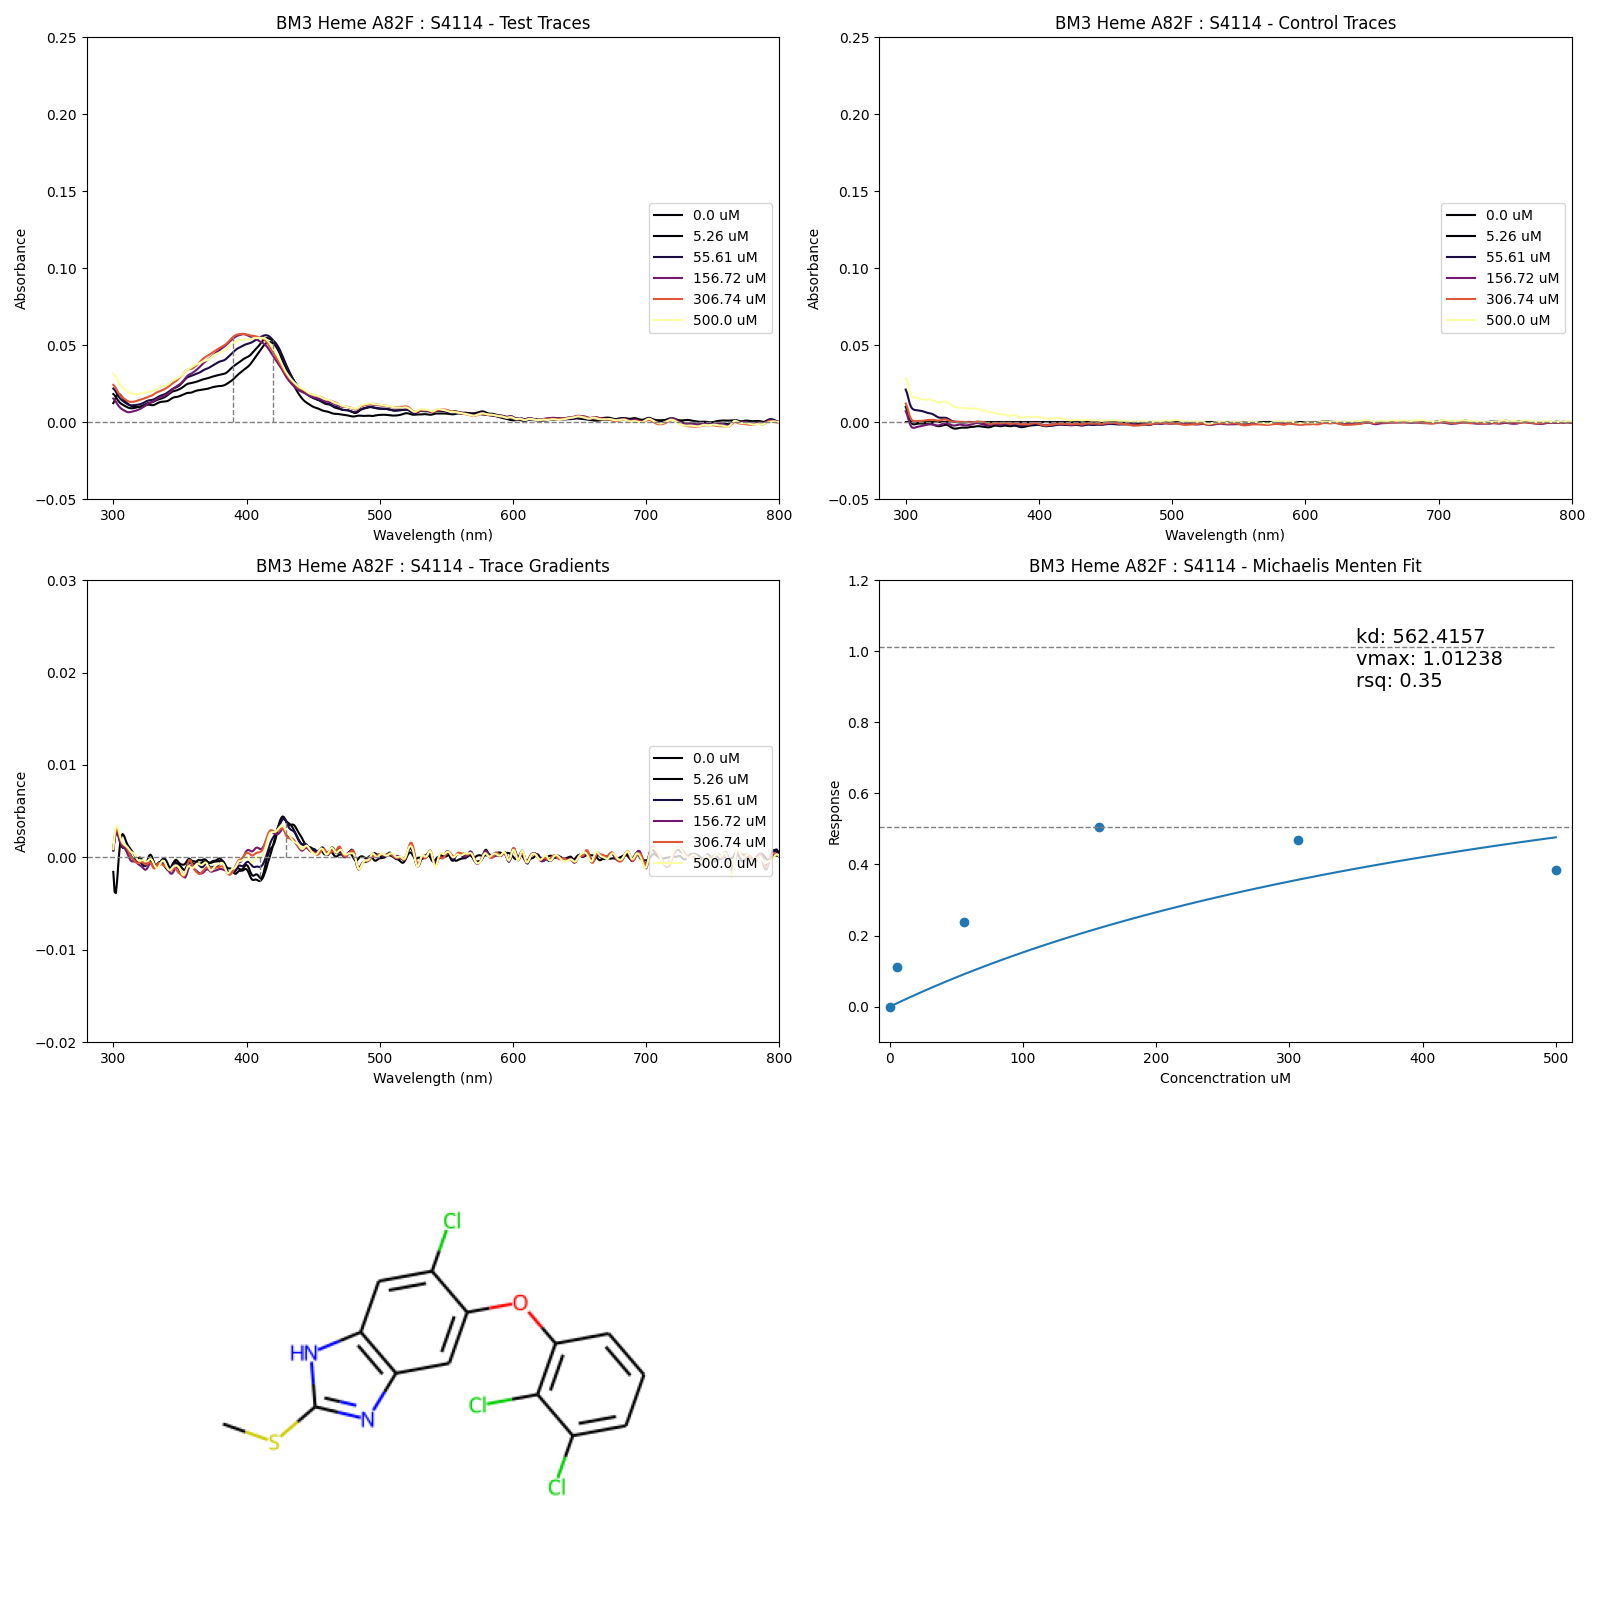 BM3 Heme A82F : S4114 - Test Traces
0.25
0.20
0.15
0.10
0.05
0.00
−0.05
Absorbance
300 400 500 600 700 800
Wavelength (nm)
0.0 uM
5.26 uM
55.61 uM
156.72 uM
306.74 uM
500.0 uM
BM3 Heme A82F : S4114 - Control Traces
0.25
0.20
0.15
0.10
0.05
0.00
−0.05
Absorbance
300 400 500 600 700 800
Wavelength (nm)
0.0 uM
5.26 uM
55.61 uM
156.72 uM
306.74 uM
500.0 uM
BM3 Heme A82F : S4114 - Trace Gradients
0.03
0.02
0.01
0.00
−0.01
−0.02
Absorbance
300 400 500 600 700 800
Wavelength (nm)
0.0 uM
5.26 uM
55.61 uM
156.72 uM
306.74 uM
500.0 uM
BM3 Heme A82F : S4114 - Michaelis Menten Fit
1.2
1.0
0.8
0.6
0.4
0.2
0.0
Response
kd: 562.4157
vmax: 1.01238
rsq: 0.35
0 100 200 300 400 500
Concenctration uM
Cl
O
HN
N
S
Cl
Cl